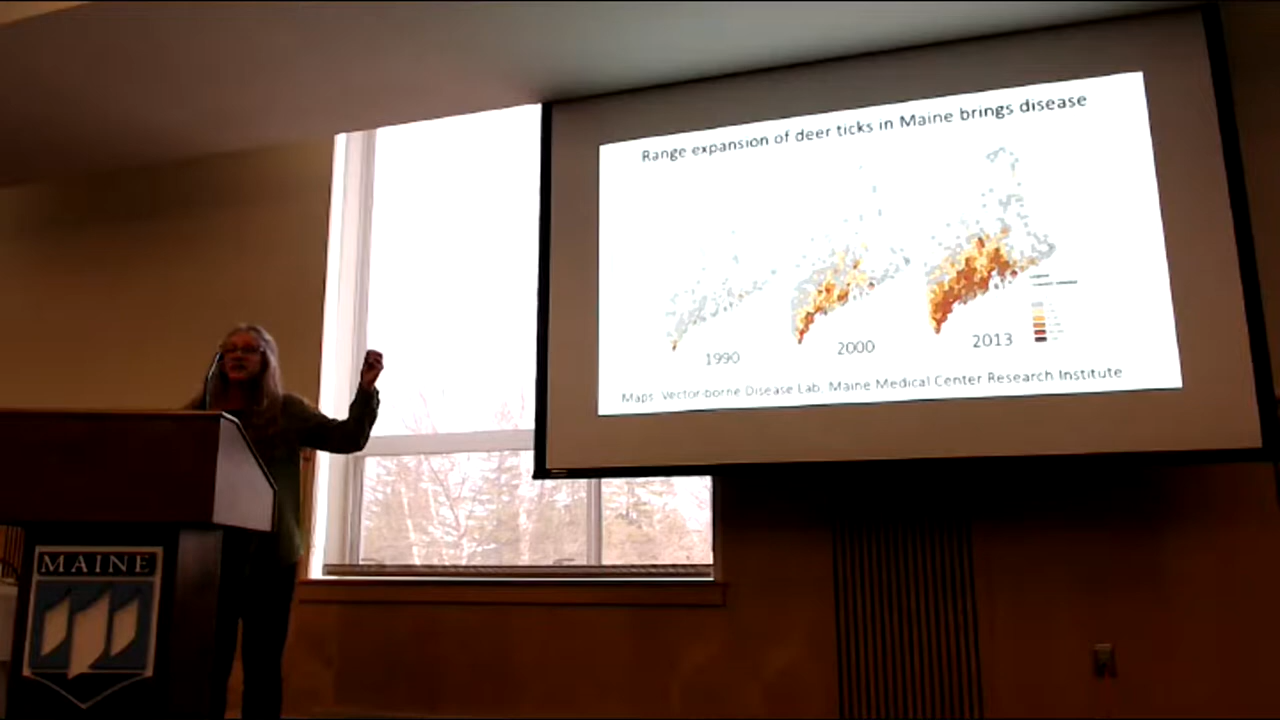 Range expansion of deer ticks in Maine brings disease
1990
2000
2013
Maps: Vector-borne Disease Lab, Maine Medical Center Research Institute
MAINE